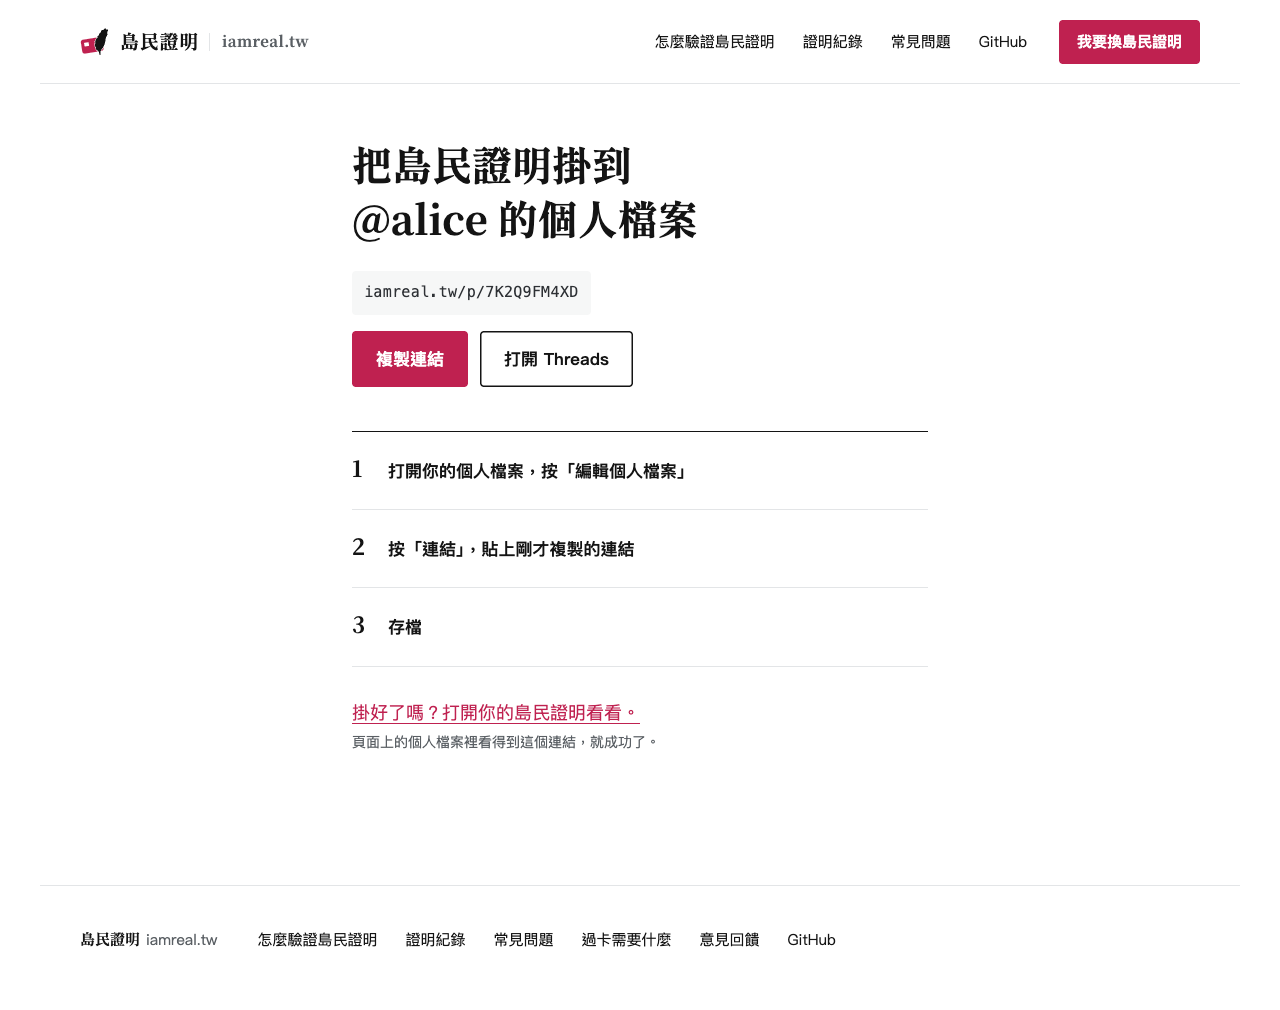 島民證明 iamreal.tw 怎麼驗證島民證明 證明紀錄 常見問題 GitHub 我要換島民證明
把島民證明掛到
@alice 的個人檔案
iamreal.tw/p/7K2Q9FM4XD
複製連結 打開 Threads
1 打開你的個人檔案，按「編輯個人檔案」
2 按「連結」，貼上剛才複製的連結
3 存檔
掛好了嗎？打開你的島民證明看看。
頁面上的個人檔案裡看得到這個連結，就成功了。
島民證明 iamreal.tw 怎麼驗證島民證明 證明紀錄 常見問題 過卡需要什麼 意見回饋 GitHub